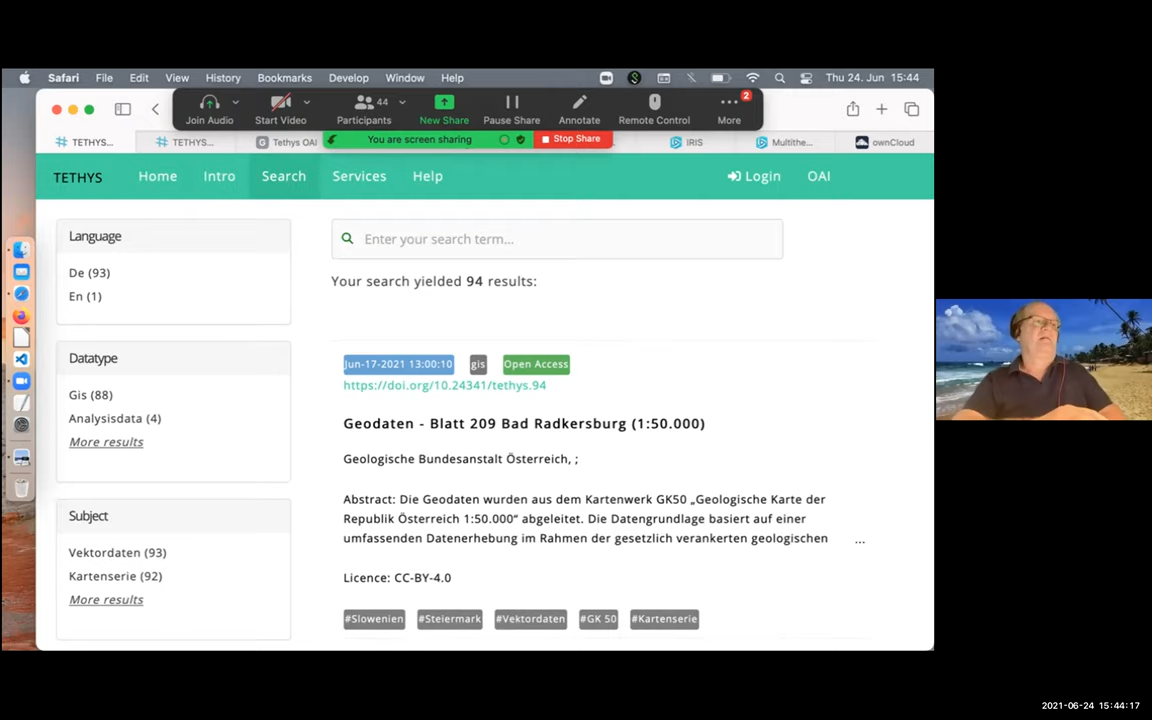 Safari File Edit View History Bookmarks Develop Window Help Thu 24. Jun 15:44
Join Audio Start Video 44 Participants New Share Pause Share Annotate Remote Control 2 More
You are screen sharing Stop Share
TETHYS... TETHYS... Tethys OAI IRIS Multithe... ownCloud
TETHYS Home Intro Search Services Help Login OAI
Language
De (93)
En (1)
Datatype
Gis (88)
Analysisdata (4)
More results
Subject
Vektordaten (93)
Kartenserie (92)
More results
Enter your search term...
Your search yielded 94 results:
Jun-17-2021 13:00:10 gis Open Access
https://doi.org/10.24341/tethys.94
Geodaten - Blatt 209 Bad Radkersburg (1:50.000)
Geologische Bundesanstalt Österreich, ;
Abstract: Die Geodaten wurden aus dem Kartenwerk GK50 „Geologische Karte der
Republik Österreich 1:50.000“ abgeleitet. Die Datengrundlage basiert auf einer
umfassenden Datenerhebung im Rahmen der gesetzlich verankerten geologischen ...
Licence: CC-BY-4.0
#Slowenien #Steiermark #Vektordaten #GK 50 #Kartenserie
2021-06-24 15:44:17